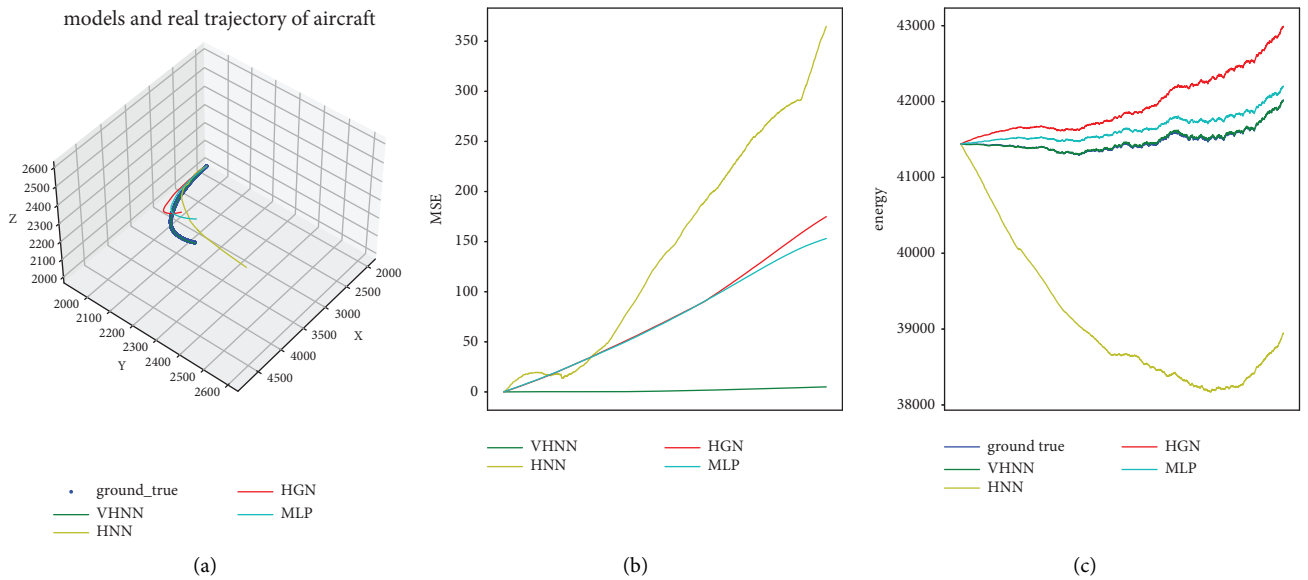 models and real trajectory of aircraft
2600
2500
2400
2300
2200
2100
2000
Z
2000
2100
2200
2300
2400
2500
2600
Y
4500
4000
3500
3000
2500
2000
X
ground_true
VHNN
HNN
HGN
MLP
(a)
350
300
250
200
150
100
50
0
MSE
VHNN
HNN
HGN
MLP
(b)
43000
42000
41000
40000
39000
38000
energy
ground true
VHNN
HNN
HGN
MLP
(c)